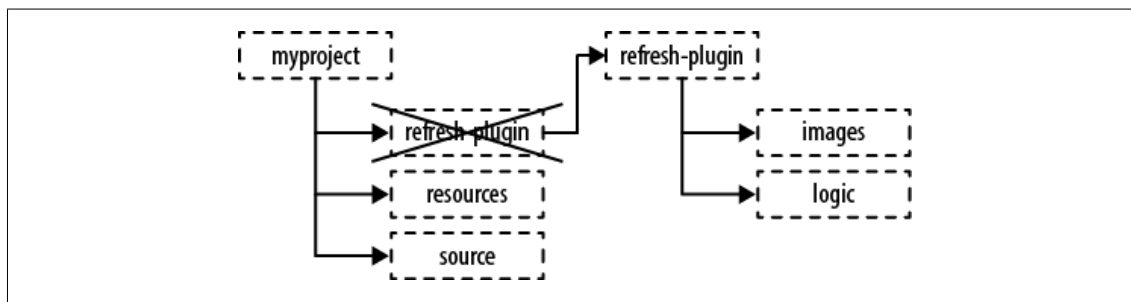 myproject
refresh-plugin
refresh-plugin
images
resources
logic
source